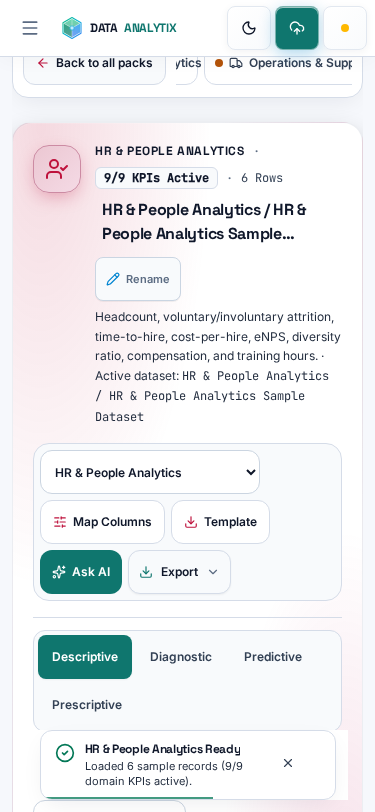 DATA ANALYTIX
Back to all packs
ytics
Operations & Supp
HR & PEOPLE ANALYTICS ·
9/9 KPIs Active · 6 Rows
HR & People Analytics / HR &
People Analytics Sample...
Rename
Headcount, voluntary/involuntary attrition,
time-to-hire, cost-per-hire, eNPS, diversity
ratio, compensation, and training hours. ·
Active dataset: HR & People Analytics
/ HR & People Analytics Sample
Dataset
HR & People Analytics
Map Columns
Template
Ask AI
Export
Descriptive
Diagnostic
Predictive
Prescriptive
HR & People Analytics Ready
Loaded 6 sample records (9/9
domain KPIs active).